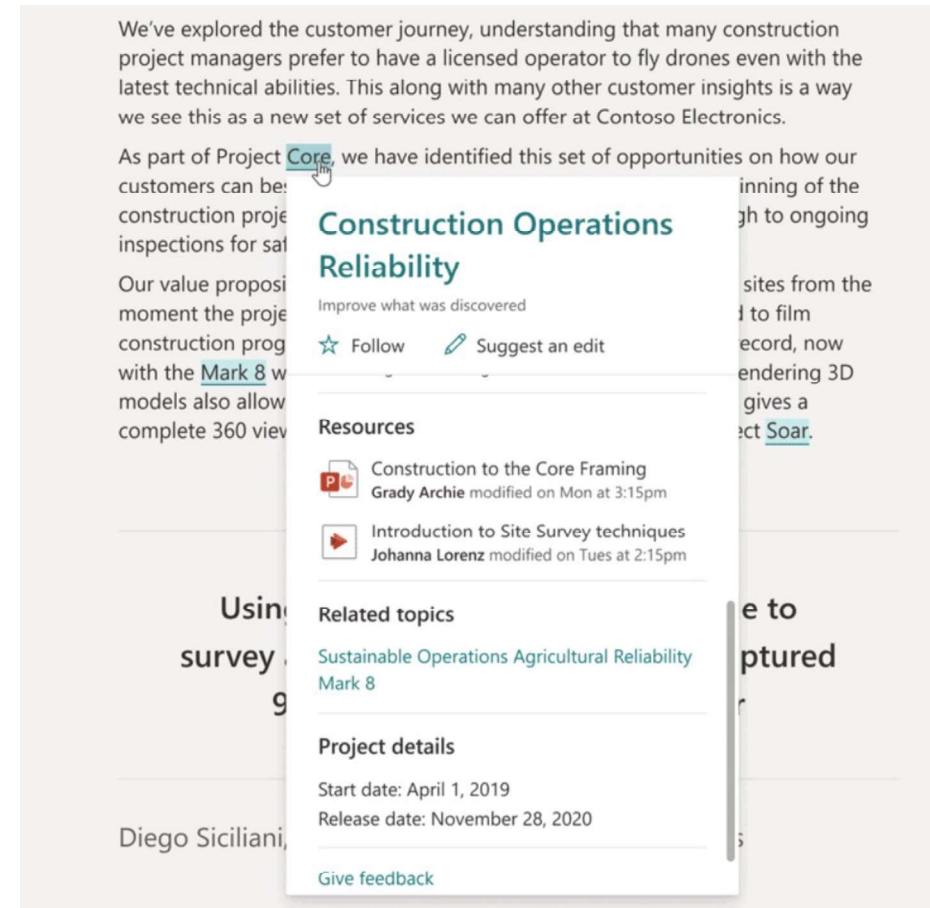 We've explored the customer journey, understanding that many construction
project managers prefer to have a licensed operator to fly drones even with the
latest technical abilities. This along with many other customer insights is a way
we see this as a new set of services we can offer at Contoso Electronics.
As part of Project Core, we have identified this set of opportunities on how our
customers can be inning of the
construction proje gh to ongoing
inspections for saf
Our value proposi sites from the
moment the proje to film
construction prog ecord, now
with the Mark 8 w endering 3D
models also allow gives a
complete 360 view ect Soar.
Construction Operations
Reliability
Improve what was discovered
Follow Suggest an edit
Resources
Construction to the Core Framing
Grady Archie modified on Mon at 3:15pm
Introduction to Site Survey techniques
Johanna Lorenz modified on Tues at 2:15pm
Related topics
Sustainable Operations Agricultural Reliability
Mark 8
Project details
Start date: April 1, 2019
Release date: November 28, 2020
Give feedback
Using e to
survey ptured
9
Diego Siciliani, s